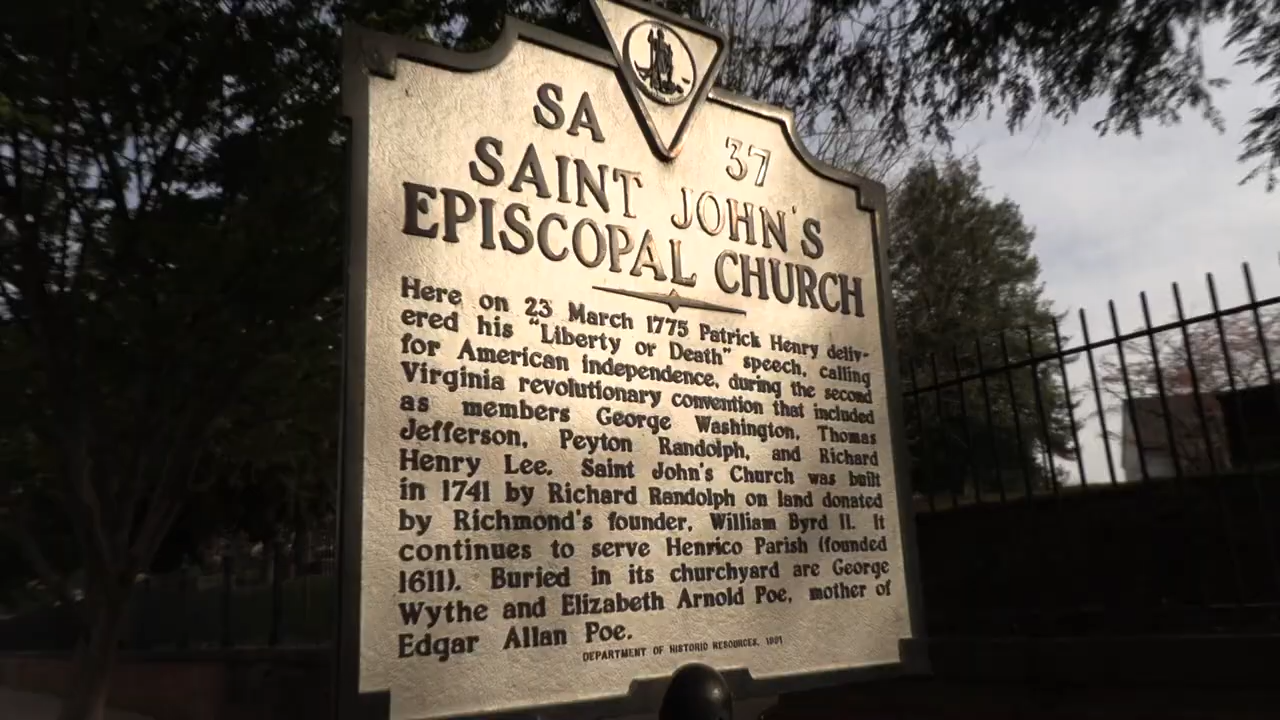 SA 37
SAINT JOHN'S
EPISCOPAL CHURCH
Here on 23 March 1775 Patrick Henry deliv-
ered his "Liberty or Death" speech, calling
for American independence, during the second
Virginia revolutionary convention that included
as members George Washington, Thomas
Jefferson, Peyton Randolph, and Richard
Henry Lee. Saint John's Church was built
in 1741 by Richard Randolph on land donated
by Richmond's founder, William Byrd II. It
continues to serve Henrico Parish (founded
1611). Buried in its churchyard are George
Wythe and Elizabeth Arnold Poe, mother of
Edgar Allan Poe.
DEPARTMENT OF HISTORIC RESOURCES, 1991